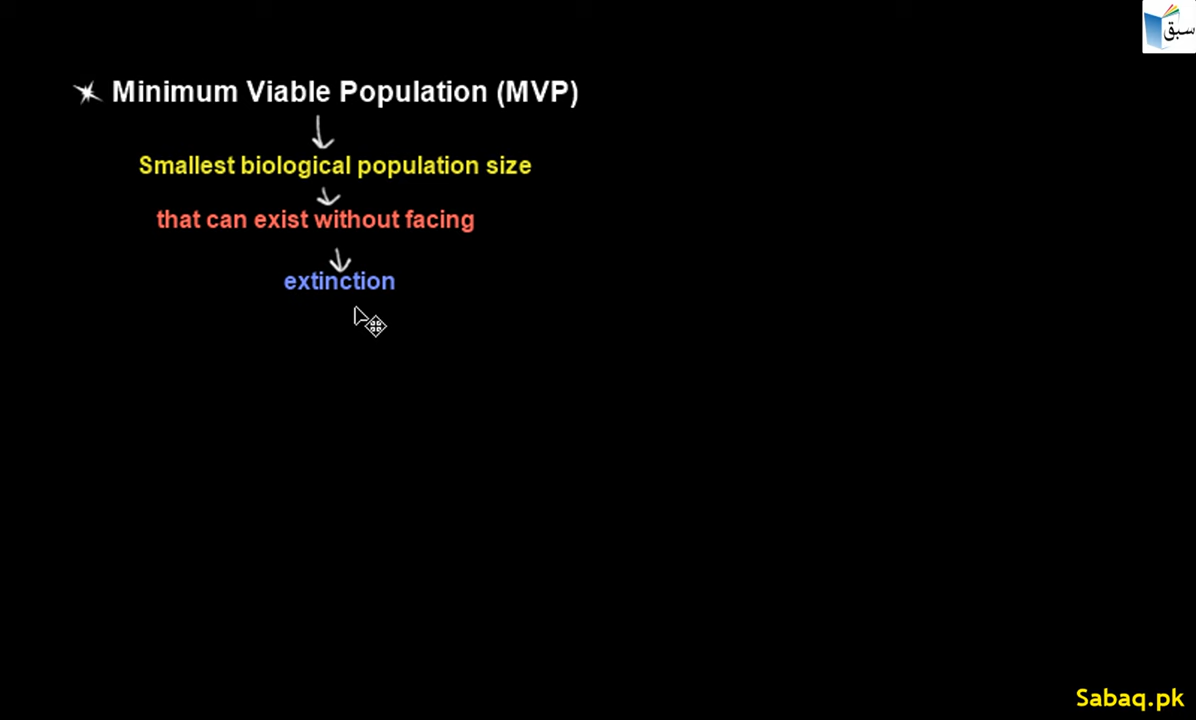 سبق
Minimum Viable Population (MVP)
Smallest biological population size
that can exist without facing
extinction
Sabaq.pk